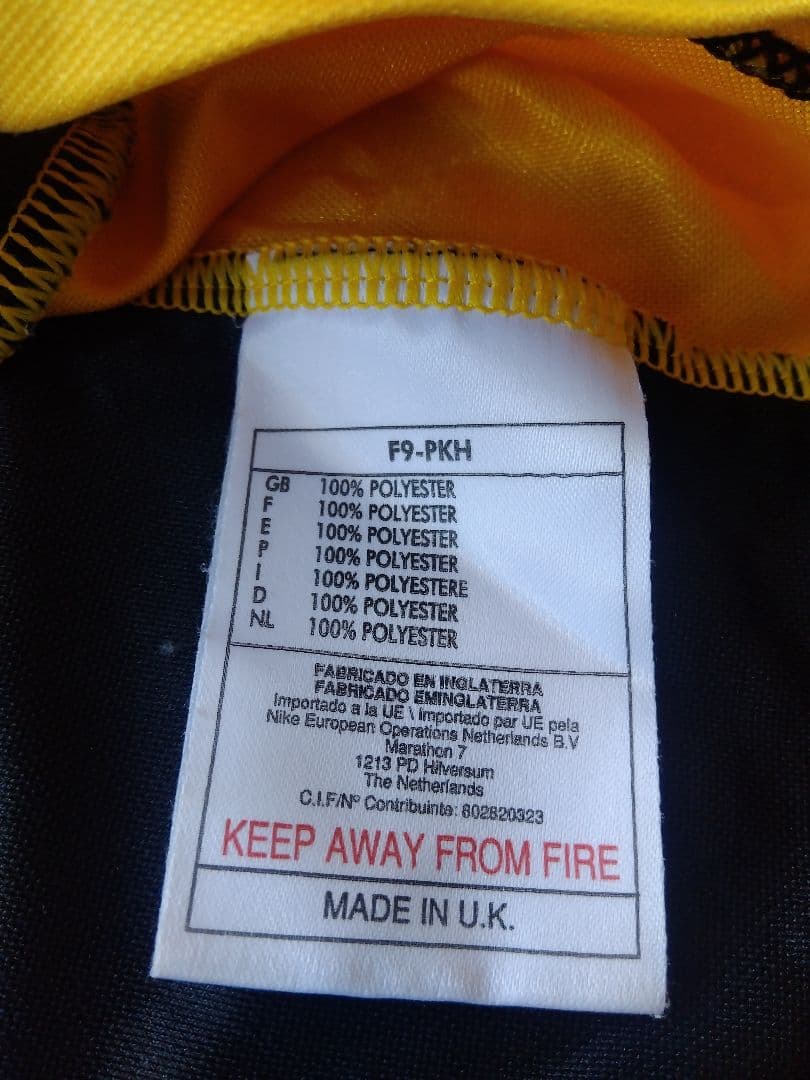 F9-PKH
GB 100% POLYESTER
F 100% POLYESTER
E 100% POLYESTER
P 100% POLYESTER
I 100% POLYESTERE
D 100% POLYESTER
NL 100% POLYESTER
FABRICADO EN INGLATERRA
FABRICADO EMINGLATERRA
Importado a la UE \ Importado par UE pela
Nike European Operations Netherlands B.V
Marathon 7
1213 PD Hilversum
The Netherlands
C.I.F/Nº Contribuinte: 802820323
KEEP AWAY FROM FIRE
MADE IN U.K.